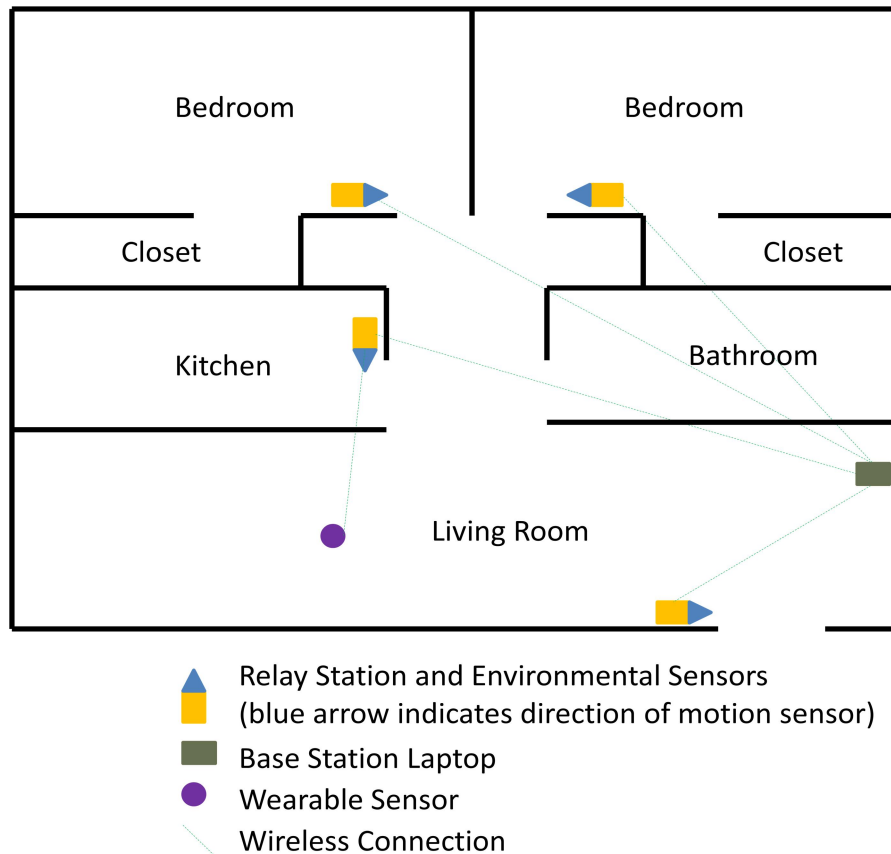 Bedroom
Bedroom
Closet
Closet
Kitchen
Bathroom
Living Room
Relay Station and Environmental Sensors
(blue arrow indicates direction of motion sensor)
Base Station Laptop
Wearable Sensor
Wireless Connection